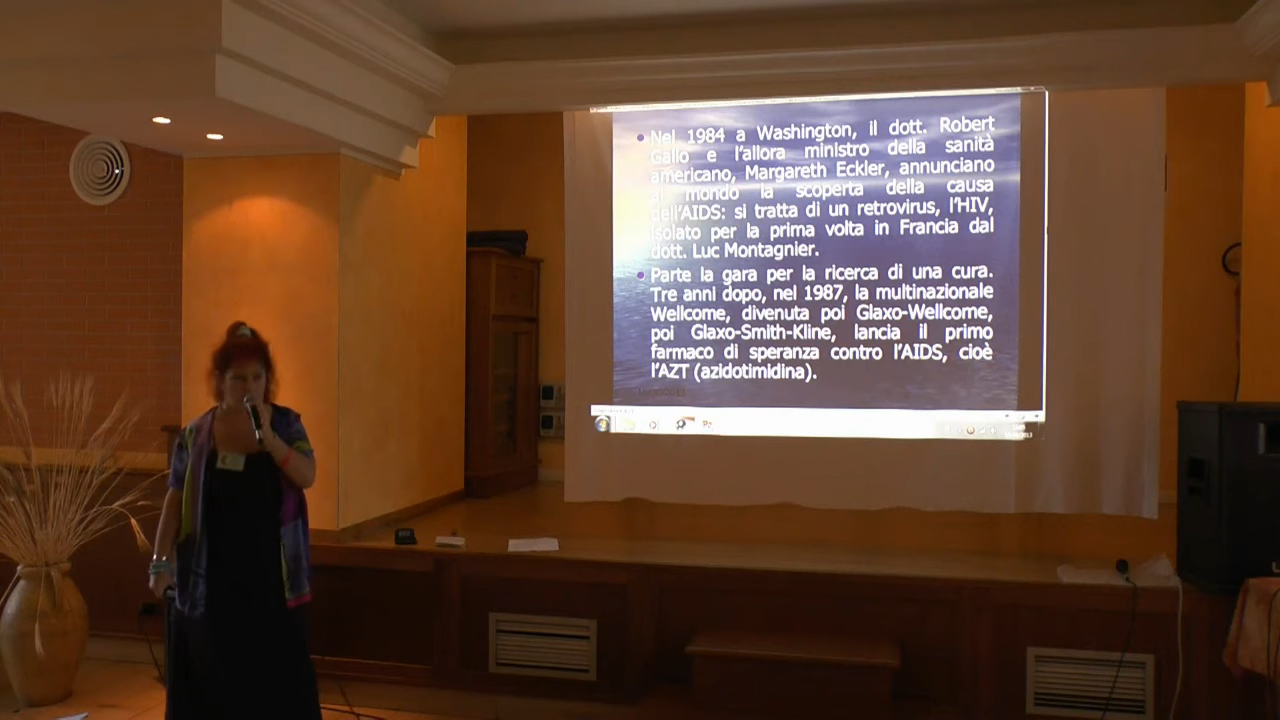 Nel 1984 a Washington, il dott. Robert
Gallo e l'allora ministro della sanità
americano, Margareth Eckler, annunciano
al mondo la scoperta della causa
dell'AIDS: si tratta di un retrovirus, l'HIV,
isolato per la prima volta in Francia dal
dott. Luc Montagnier.
Parte la gara per la ricerca di una cura.
Tre anni dopo, nel 1987, la multinazionale
Wellcome, divenuta poi Glaxo-Wellcome,
poi Glaxo-Smith-Kline, lancia il primo
farmaco di speranza contro l'AIDS, cioè
l'AZT (azidotimidina).